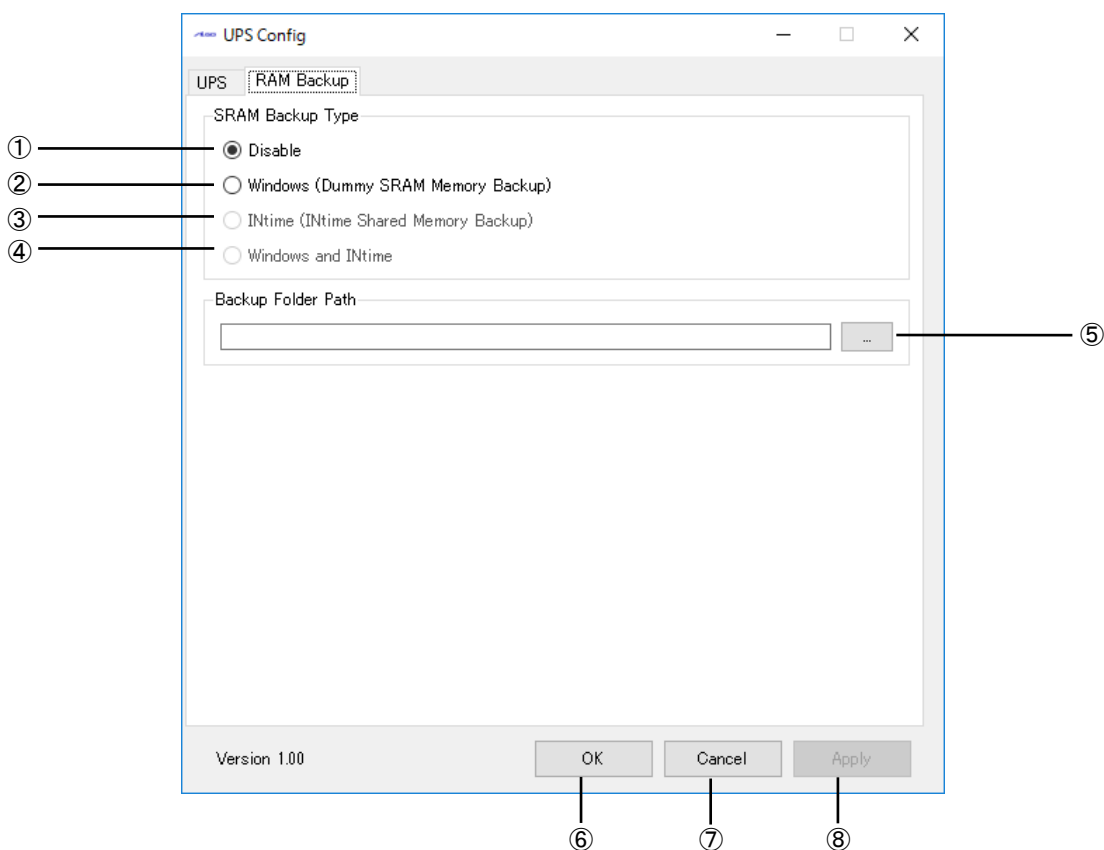 UPS Config
UPS RAM Backup
SRAM Backup Type
① Disable
② Windows (Dummy SRAM Memory Backup)
③ INtime (INtime Shared Memory Backup)
④ Windows and INtime
Backup Folder Path
... ⑤
Version 1.00 OK Cancel Apply
⑥ ⑦ ⑧